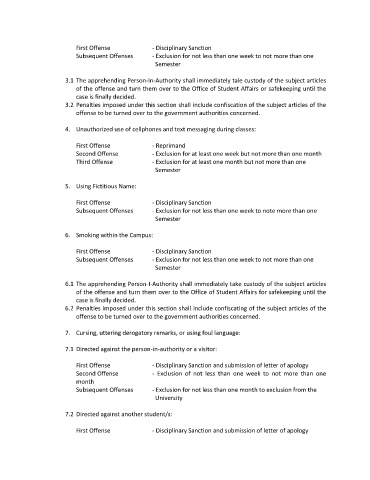 First Offense - Disciplinary Sanction
Subsequent Offenses - Exclusion for not less than one week to not more than one
Semester
3.1 The apprehending Person-In-Authority shall immediately tale custody of the subject articles
of the offense and turn them over to the Office of Student Affairs or safekeeping until the
case is finally decided.
3.2 Penalties imposed under this section shall include confiscation of the subject articles of the
offense to be turned over to the government authorities concerned.
4. Unauthorized use of cellphones and text messaging during classes:
First Offense - Reprimand
Second Offense - Exclusion for at least one week but not more than one month
Third Offense - Exclusion for at least one month but not more than one
Semester
5. Using Fictitious Name:
First Offense - Disciplinary Sanction
Subsequent Offenses - Exclusion for not less than one week to note more than one
Semester
6. Smoking within the Campus:
First Offense - Disciplinary Sanction
Subsequent Offenses - Exclusion for not less than one week to not more than one
Semester
6.1 The apprehending Person-I-Authority shall immediately take custody of the subject articles
of the offense and turn them over to the Office of Student Affairs for safekeeping until the
case is finally decided.
6.2 Penalties imposed under this section shall include confiscating of the subject articles of the
offense to be turned over to the government authorities concerned.
7. Cursing, uttering derogatory remarks, or using foul language:
7.1 Directed against the person-in-authority or a visitor:
First Offense - Disciplinary Sanction and submission of letter of apology
Second Offense - Exclusion of not less than one week to not more than one
month
Subsequent Offenses - Exclusion for not less than one month to exclusion from the
University
7.2 Directed against another student/s:
First Offense - Disciplinary Sanction and submission of letter of apology